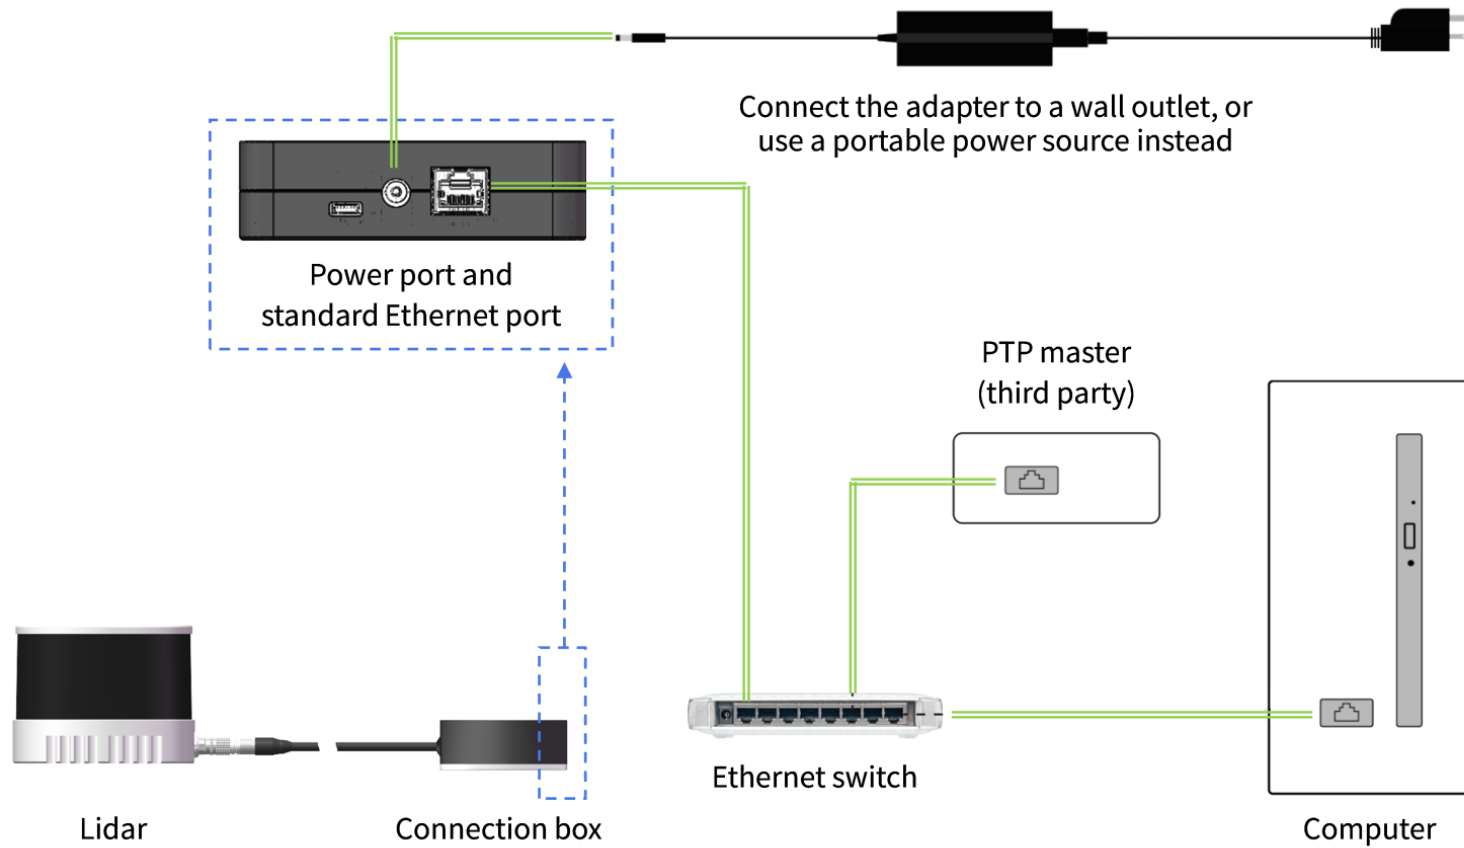 Connect the adapter to a wall outlet, or
use a portable power source instead
Power port and
standard Ethernet port
PTP master
(third party)
Ethernet switch
Lidar
Connection box
Computer